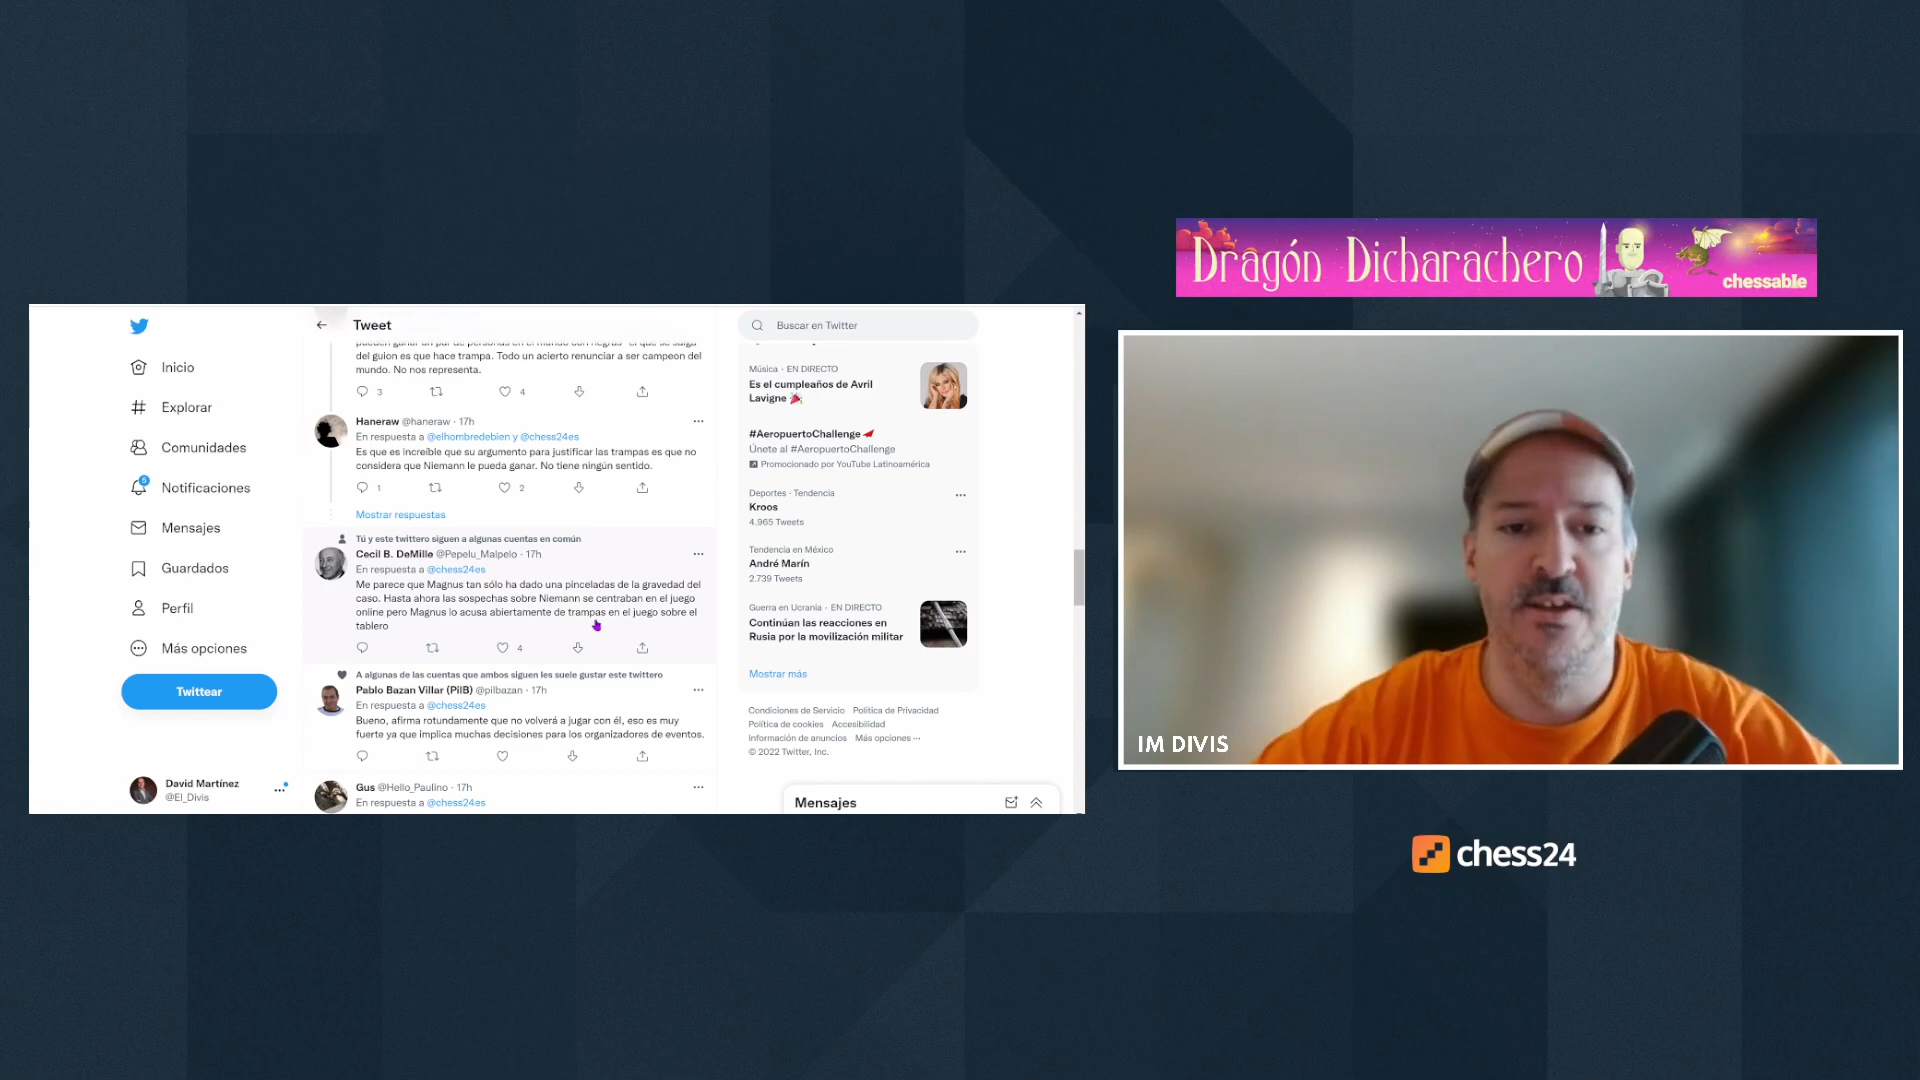 Inicio
Explorar
Comunidades
5
Notificaciones
Mensajes
Guardados
Perfil
Más opciones
Twittear
David Martínez
@El_Divis
Tweet
del guion es que hace trampa. Todo un acierto renunciar a ser campeon del
mundo. No nos representa.
3 4
Haneraw @haneraw · 17h
En respuesta a @elhombredebien y @chess24es
Es que es increíble que su argumento para justificar las trampas es que no
considera que Niemann le pueda ganar. No tiene ningún sentido.
1 2
Mostrar respuestas
Tú y este twittero siguen a algunas cuentas en común
Cecil B. DeMille @Pepelu_Malpelo · 17h
En respuesta a @chess24es
Me parece que Magnus tan sólo ha dado una pinceladas de la gravedad del
caso. Hasta ahora las sospechas sobre Niemann se centraban en el juego
online pero Magnus lo acusa abiertamente de trampas en el juego sobre el
tablero
4
A algunas de las cuentas que ambos siguen les suele gustar este twittero
Pablo Bazan Villar (PilB) @pilbazan · 17h
En respuesta a @chess24es
Bueno, afirma rotundamente que no volverá a jugar con él, eso es muy
fuerte ya que implica muchas decisiones para los organizadores de eventos.
Gus @Hello_Paulino · 17h
En respuesta a @chess24es
Buscar en Twitter
Música · EN DIRECTO
Es el cumpleaños de Avril
Lavigne
#AeropuertoChallenge
Únete al #AeropuertoChallenge
Promocionado por YouTube Latinoamérica
Deportes · Tendencia
Kroos
4.965 Tweets
Tendencia en México
André Marín
2.739 Tweets
Guerra en Ucrania · EN DIRECTO
Continúan las reacciones en
Rusia por la movilización militar
Mostrar más
Condiciones de Servicio Política de Privacidad
Política de cookies Accesibilidad
Información de anuncios Más opciones ···
© 2022 Twitter, Inc.
Mensajes
Dragón Dicharachero
chessable
IM DIVIS
chess24